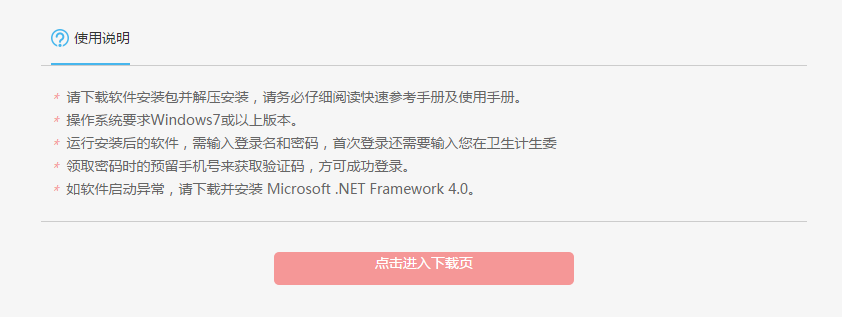 使用说明
* 请下载软件安装包并解压安装，请务必仔细阅读快速参考手册及使用手册。
* 操作系统要求Windows7或以上版本。
* 运行安装后的软件，需输入登录名和密码，首次登录还需要输入您在卫生计生委
* 领取密码时的预留手机号来获取验证码，方可成功登录。
* 如软件启动异常，请下载并安装 Microsoft .NET Framework 4.0。
点击进入下载页